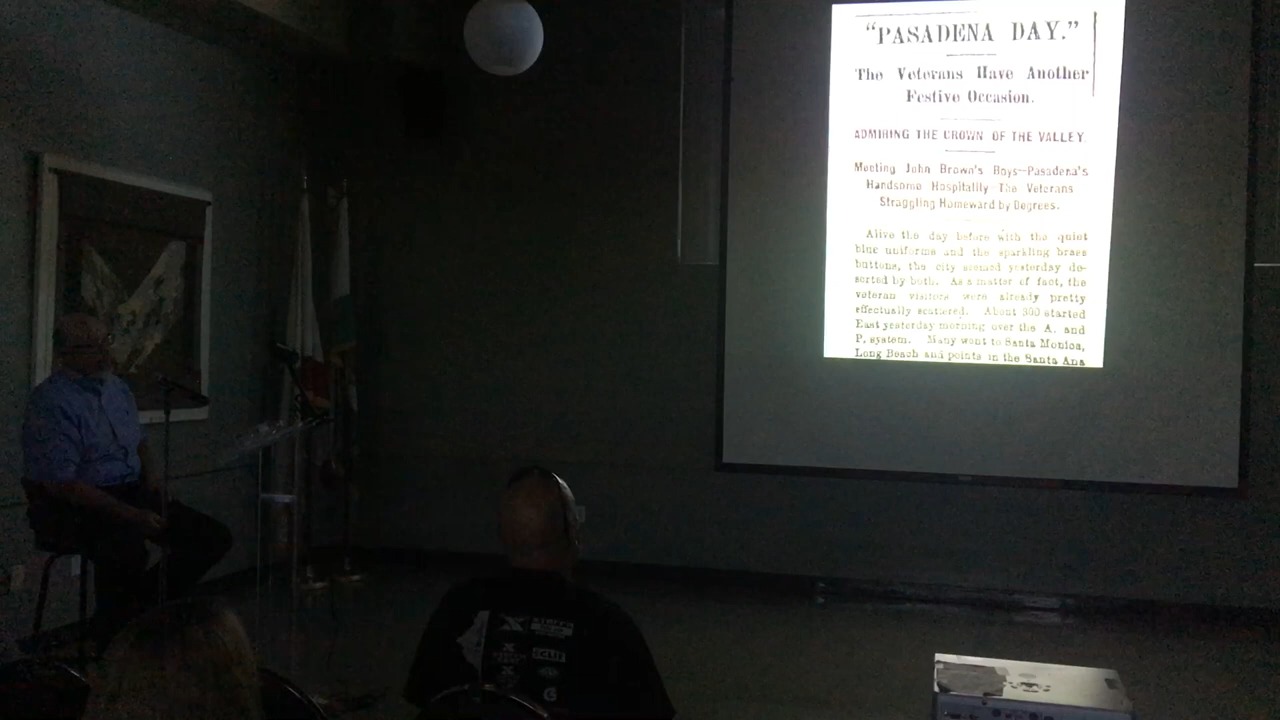 "PASADENA DAY."
The Veterans Have Another
Festive Occasion.
ADMIRING THE CROWN OF THE VALLEY.
Meeting John Brown's Boys—Pasadena's
Handsome Hospitality—The Veterans
Straggling Homeward by Degrees.
Alive the day before with the quiet
blue uniforms and the sparkling brass
buttons, the city seemed yesterday de-
serted by both. As a matter of fact, the
veteran visitors were already pretty
effectually scattered. About 300 started
East yesterday morning over the A. and
P. system. Many went to Santa Monica,
Long Beach and points in the Santa Ana